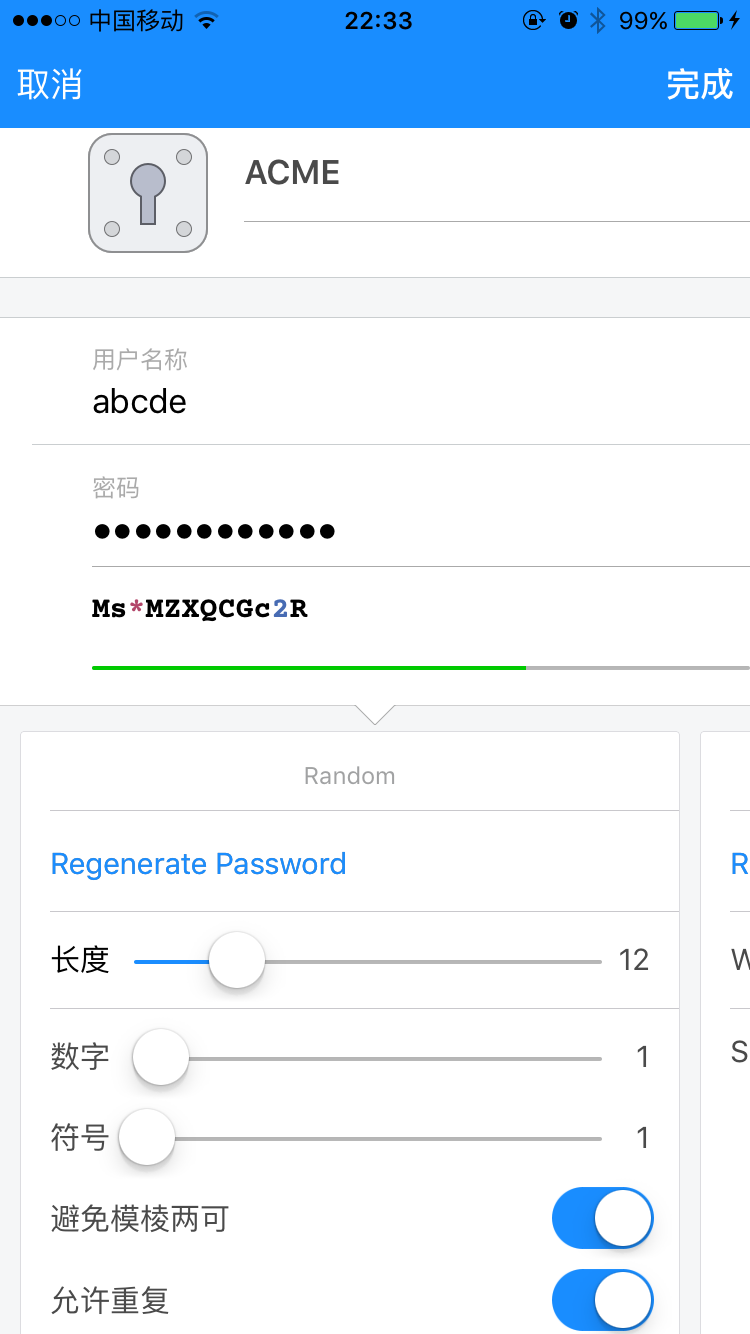 中国移动 22:33 99%
取消 完成
ACME
用户名称
abcde
密码
●●●●●●●●●●●●
Ms*MZXQCGc2R
Random
Regenerate Password R
长度 12 W
数字 1 S
符号 1
避免模棱两可
允许重复